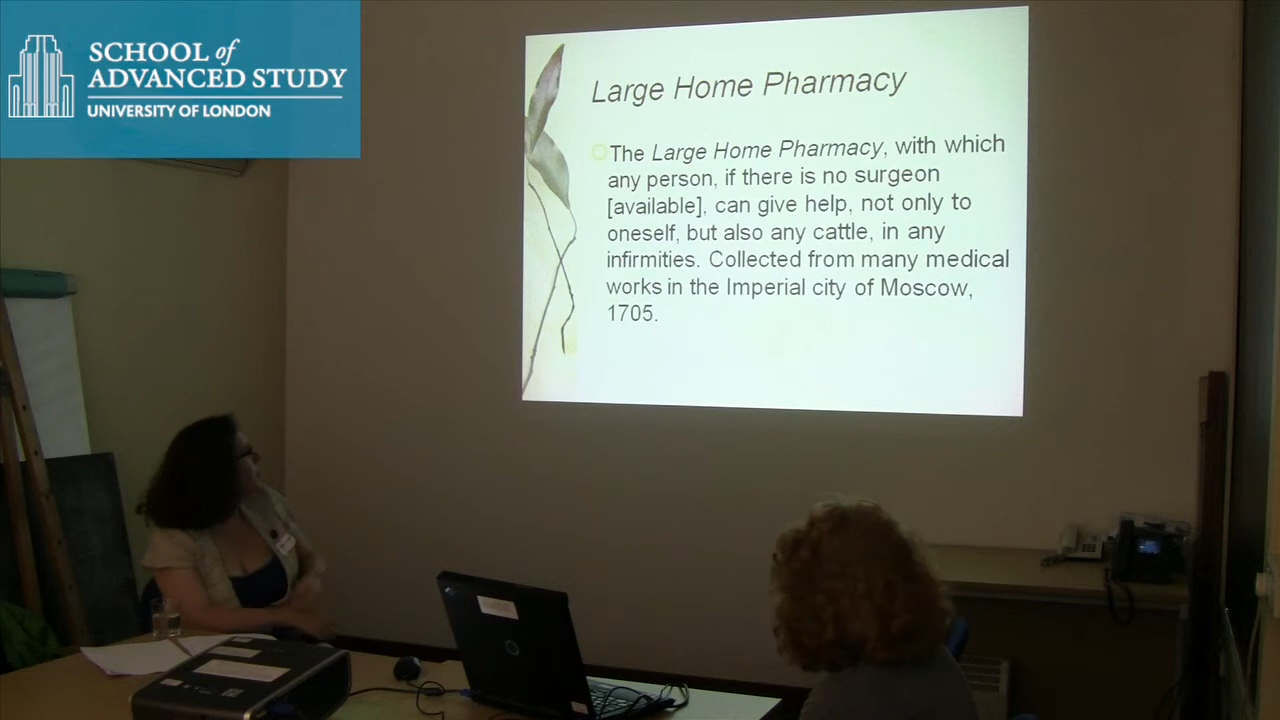 SCHOOL of
ADVANCED STUDY
UNIVERSITY OF LONDON
Large Home Pharmacy
The Large Home Pharmacy, with which
any person, if there is no surgeon
[available], can give help, not only to
oneself, but also any cattle, in any
infirmities. Collected from many medical
works in the Imperial city of Moscow,
1705.